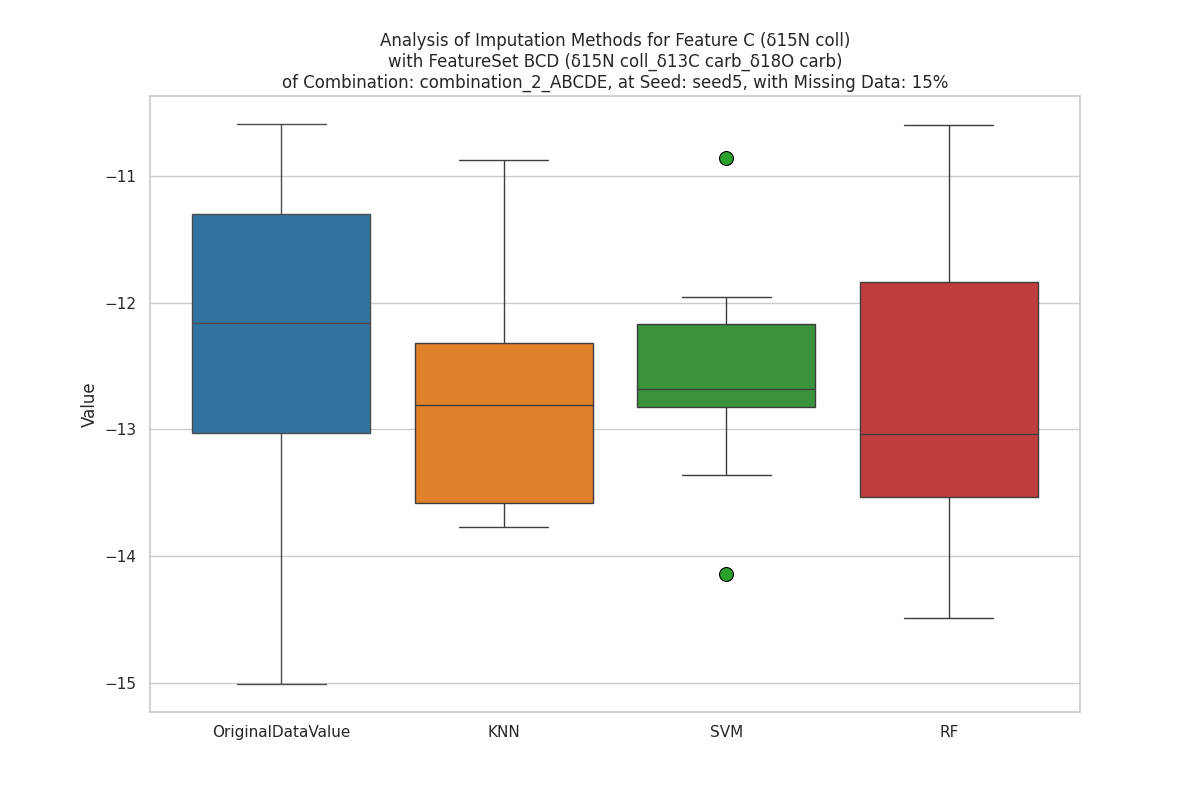 Analysis of Imputation Methods for Feature C (δ15N coll)
with FeatureSet BCD (δ15N coll_δ13C carb_δ18O carb)
of Combination: combination_2_ABCDE, at Seed: seed5, with Missing Data: 15%
−11
−12
−13
−14
−15
Value
OriginalDataValue
KNN
SVM
RF